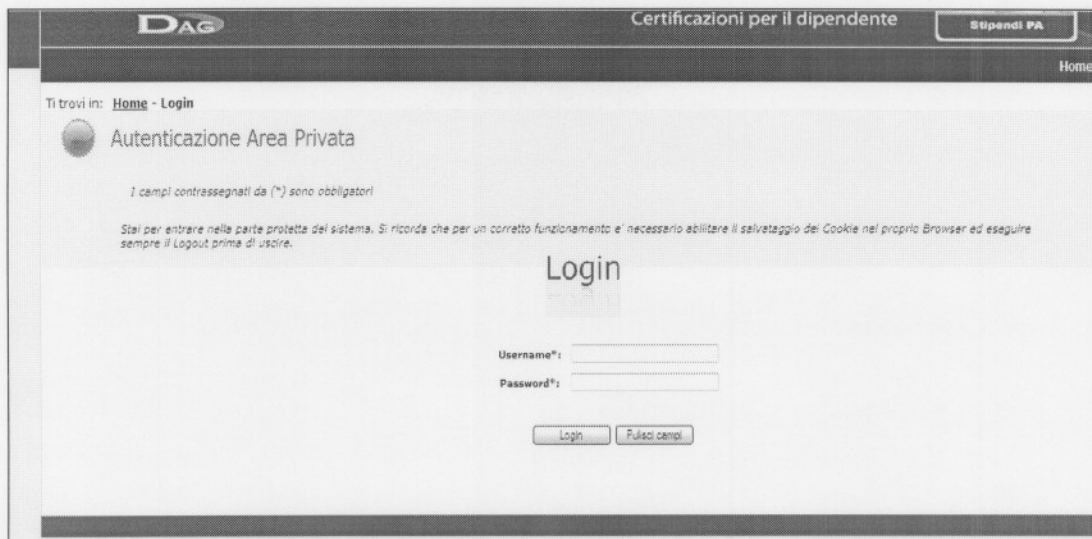 DAG
Certificazioni per il dipendente
Stipendi PA
Home
Ti trovi in: Home - Login
Autenticazione Area Privata
I campi contrassegnati da (*) sono obbligatori
Stai per entrare nella parte protetta del sistema. Si ricorda che per un corretto funzionamento e' necessario abilitare il salvataggio dei Cookie nel proprio Browser ed eseguire
sempre il Logout prima di uscire.
Login
Username*:
Password*:
Login
Pulisci campi